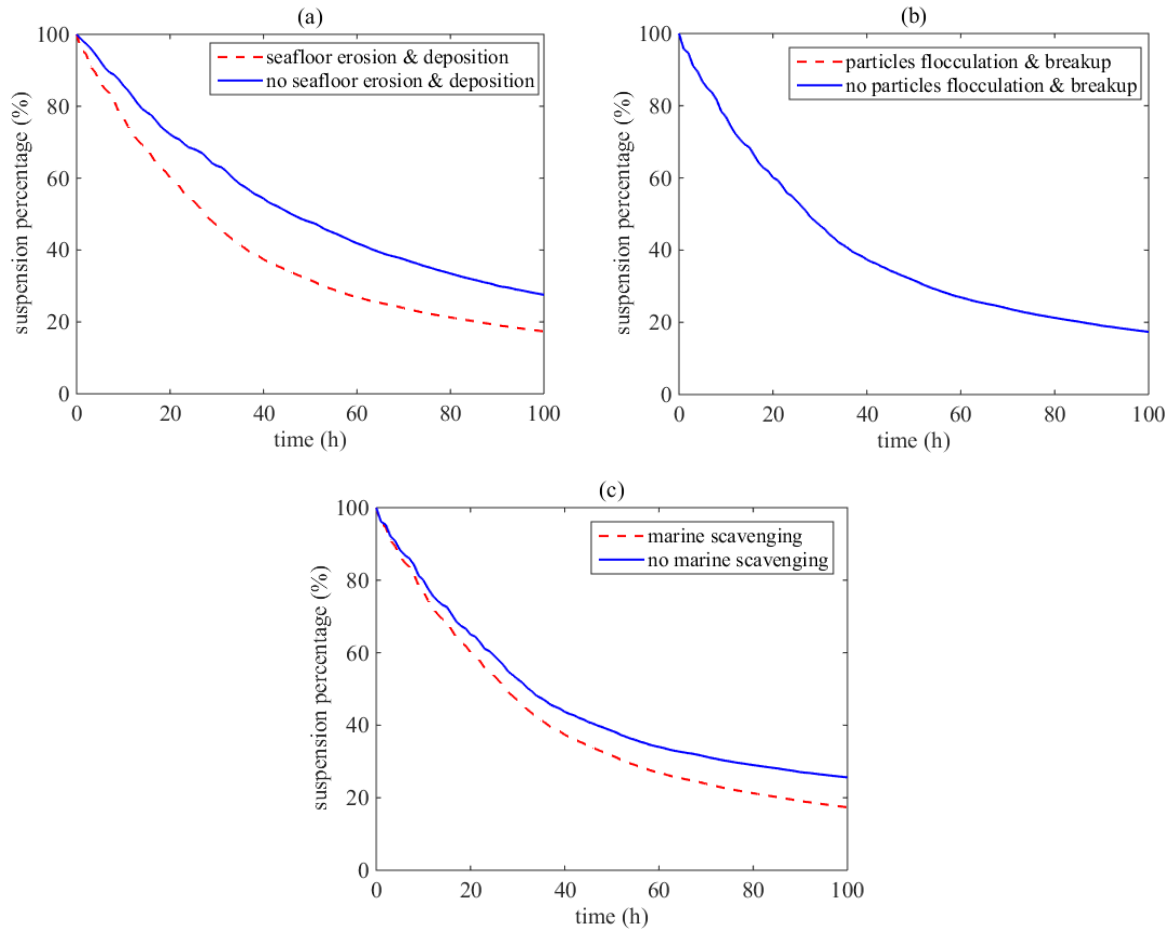 (a)
100
80
60
40
20
0
suspension percentage (%)
seafloor erosion & deposition
no seafloor erosion & deposition
0 20 40 60 80 100
time (h)
(b)
100
80
60
40
20
0
suspension percentage (%)
particles flocculation & breakup
no particles flocculation & breakup
0 20 40 60 80 100
time (h)
(c)
100
80
60
40
20
0
suspension percentage (%)
marine scavenging
no marine scavenging
0 20 40 60 80 100
time (h)